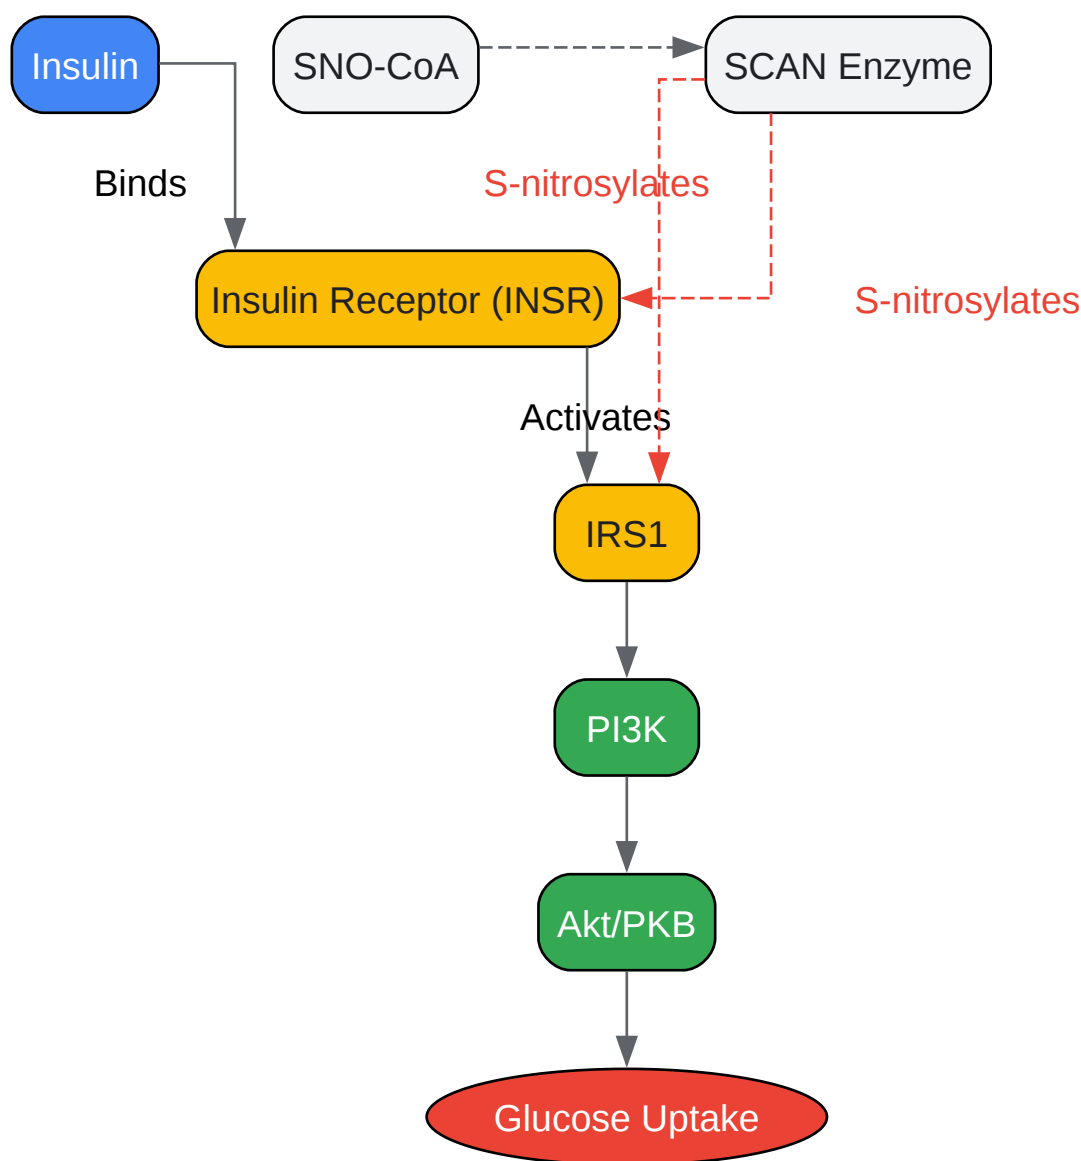 Insulin
SNO-CoA
SCAN Enzyme
Binds
S-nitrosylates
Insulin Receptor (INSR)
S-nitrosylates
Activates
IRS1
PI3K
Akt/PKB
Glucose Uptake